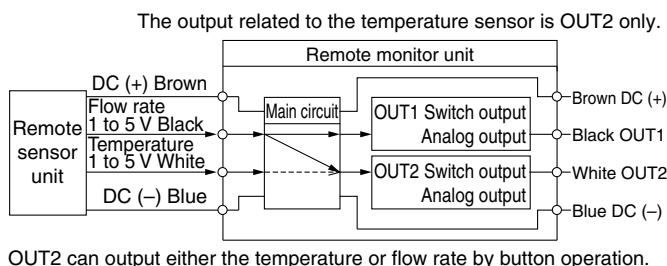 The output related to the temperature sensor is OUT2 only.
Remote monitor unit
DC (+) Brown
Flow rate
1 to 5 V Black
Temperature
1 to 5 V White
DC (–) Blue
Remote
sensor
unit
Main circuit
OUT1 Switch output
Analog output
OUT2 Switch output
Analog output
Brown DC (+)
Black OUT1
White OUT2
Blue DC (–)
OUT2 can output either the temperature or flow rate by button operation.